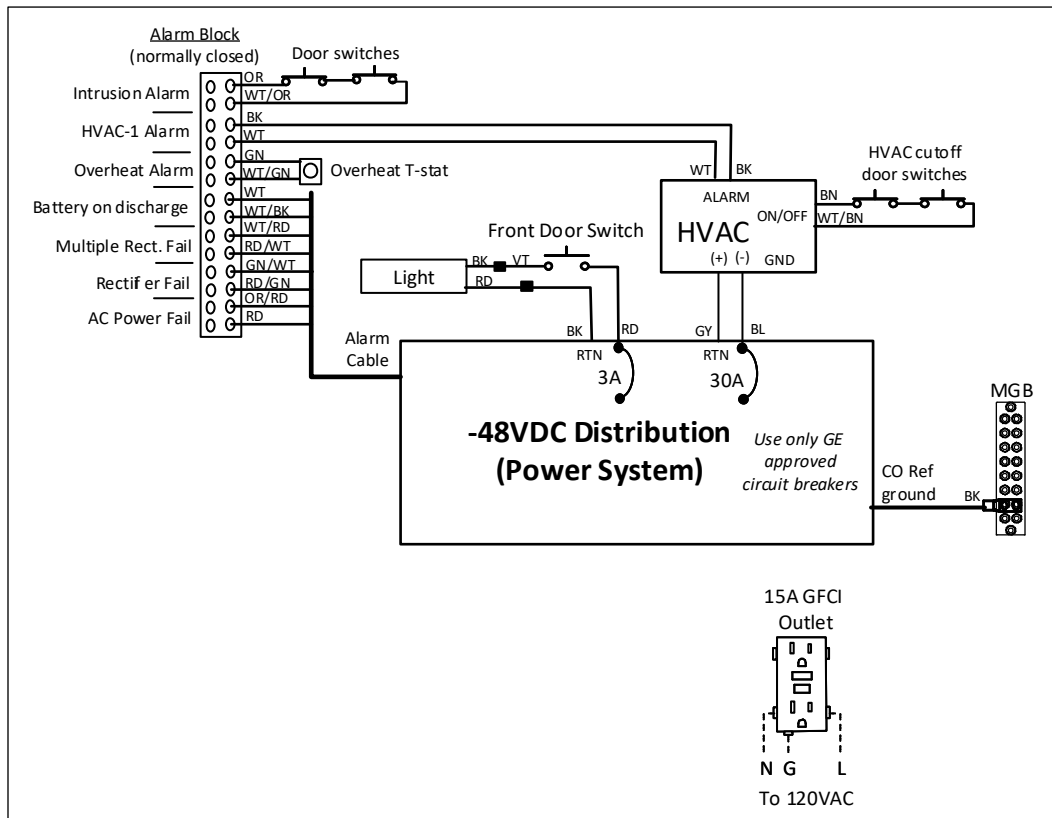 Alarm Block
(normally closed)
Door switches
OR
Intrusion Alarm
WT/OR
BK
HVAC-1 Alarm
WT
GN
Overheat Alarm
WT/GN
Overheat T-stat
WT
Battery on discharge
WT/BK
WT/RD
Multiple Rect. Fail
RD/WT
GN/WT
Rectifier Fail
RD/GN
OR/RD
AC Power Fail
RD
Alarm
Cable
WT
BK
ALARM
ON/OFF
HVAC
(+)
(-)
GND
BN
WT/BN
HVAC cutoff
door switches
Front Door Switch
Light
BK
VT
RD
BK
RD
GY
BL
RTN
3A
RTN
30A
-48VDC Distribution
(Power System)
Use only GE
approved
circuit breakers
CO Ref
ground
BK
MGB
15A GFCI
Outlet
N G L
To 120VAC